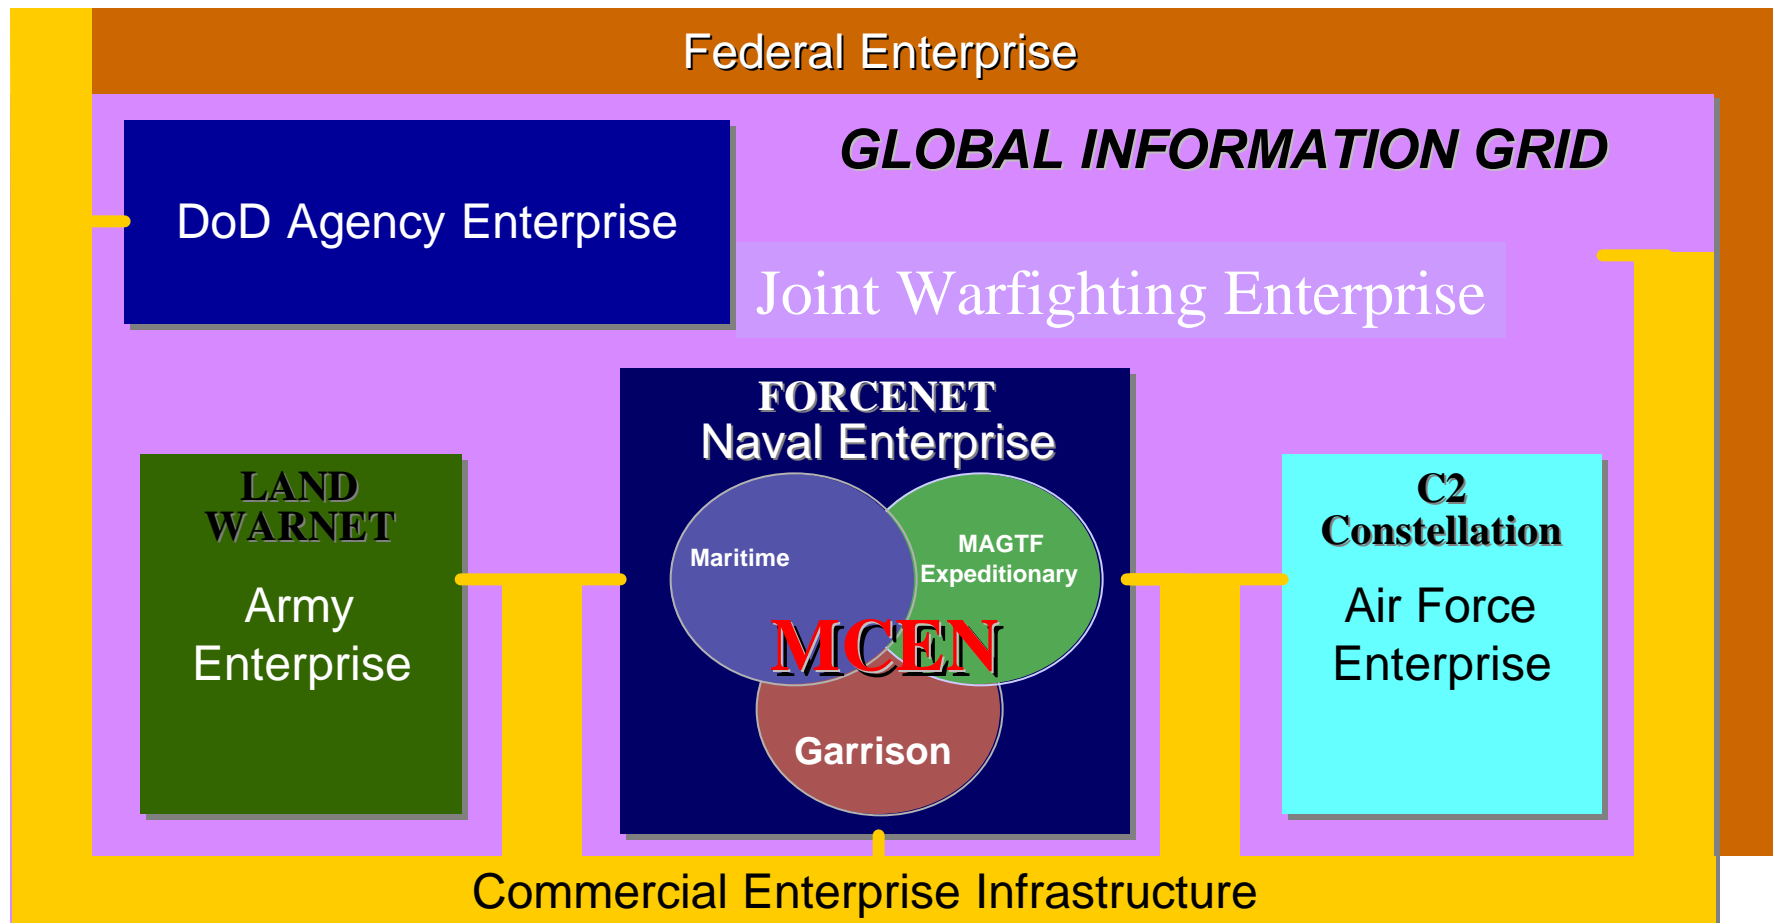 Federal Enterprise
GLOBAL INFORMATION GRID
DoD Agency Enterprise
Joint Warfighting Enterprise
FORCENET
Naval Enterprise
LAND
WARNET
Army
Enterprise
Maritime
MAGTF
Expeditionary
MCEN
Garrison
C2
Constellation
Air Force
Enterprise
Commercial Enterprise Infrastructure